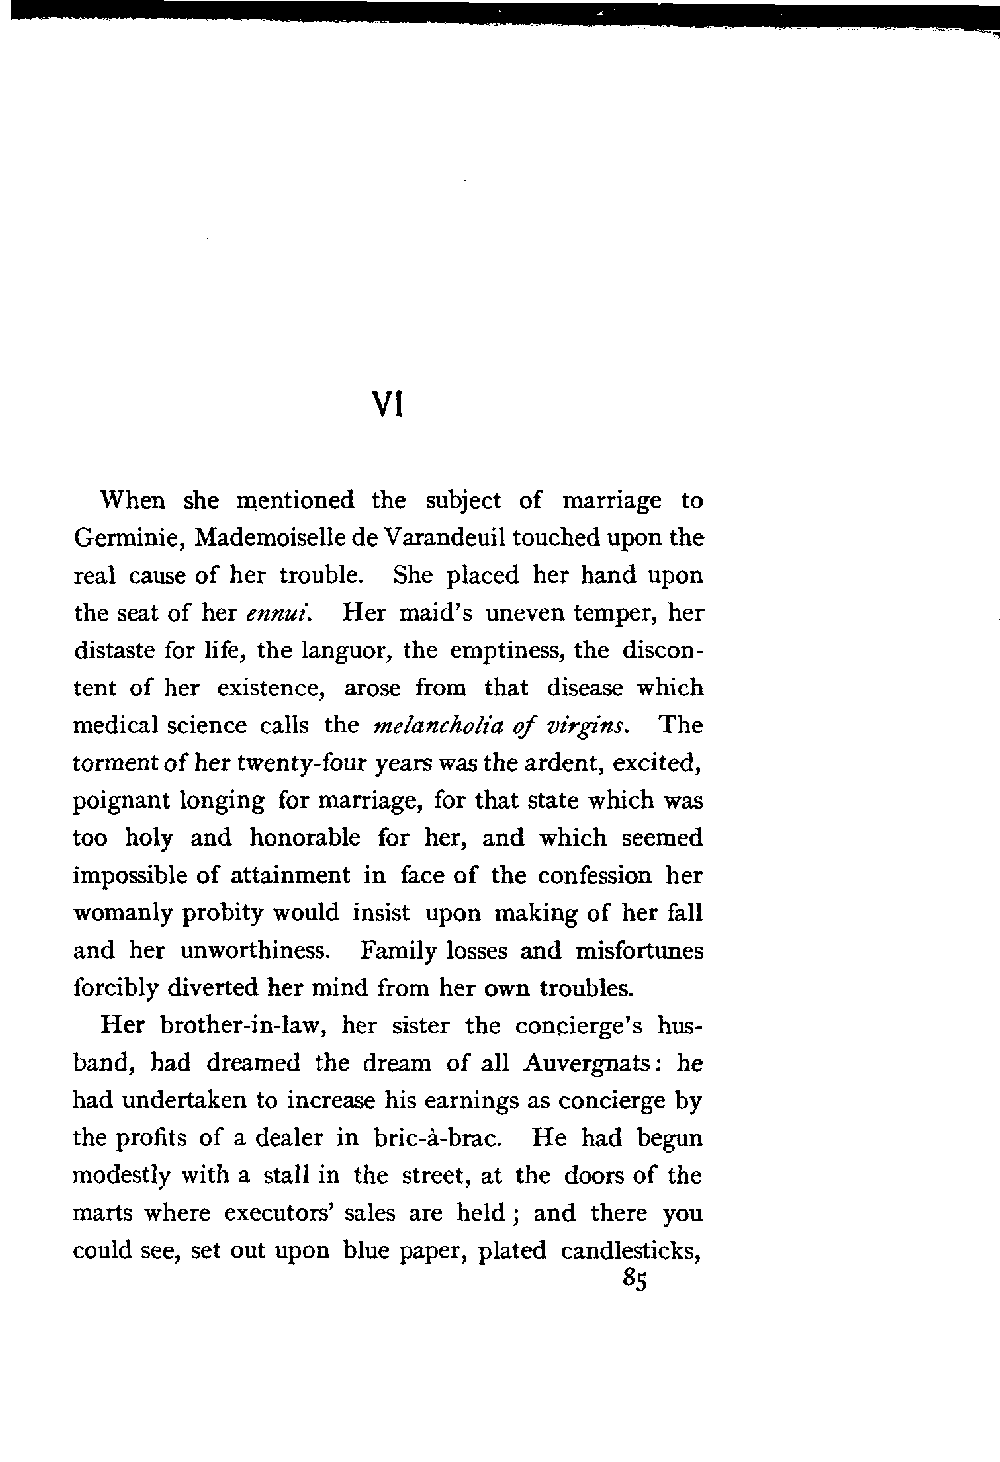 VI
When she mentioned the subject of marriage to
Germinie, Mademoiselle de Varandeuil touched upon the
real cause of her trouble. She placed her hand upon
the seat of her ennui. Her maid's uneven temper, her
distaste for life, the languor, the emptiness, the discon-
tent of her existence, arose from that disease which
medical science calls the melancholia of virgins. The
torment of her twenty-four years was the ardent, excited,
poignant longing for marriage, for that state which was
too holy and honorable for her, and which seemed
impossible of attainment in face of the confession her
womanly probity would insist upon making of her fall
and her unworthiness. Family losses and misfortunes
forcibly diverted her mind from her own troubles.
Her brother-in-law, her sister the concierge's hus-
band, had dreamed the dream of all Auvergnats: he
had undertaken to increase his earnings as concierge by
the profits of a dealer in bric-à-brac. He had begun
modestly with a stall in the street, at the doors of the
marts where executors' sales are held; and there you
could see, set out upon blue paper, plated candlesticks,
85